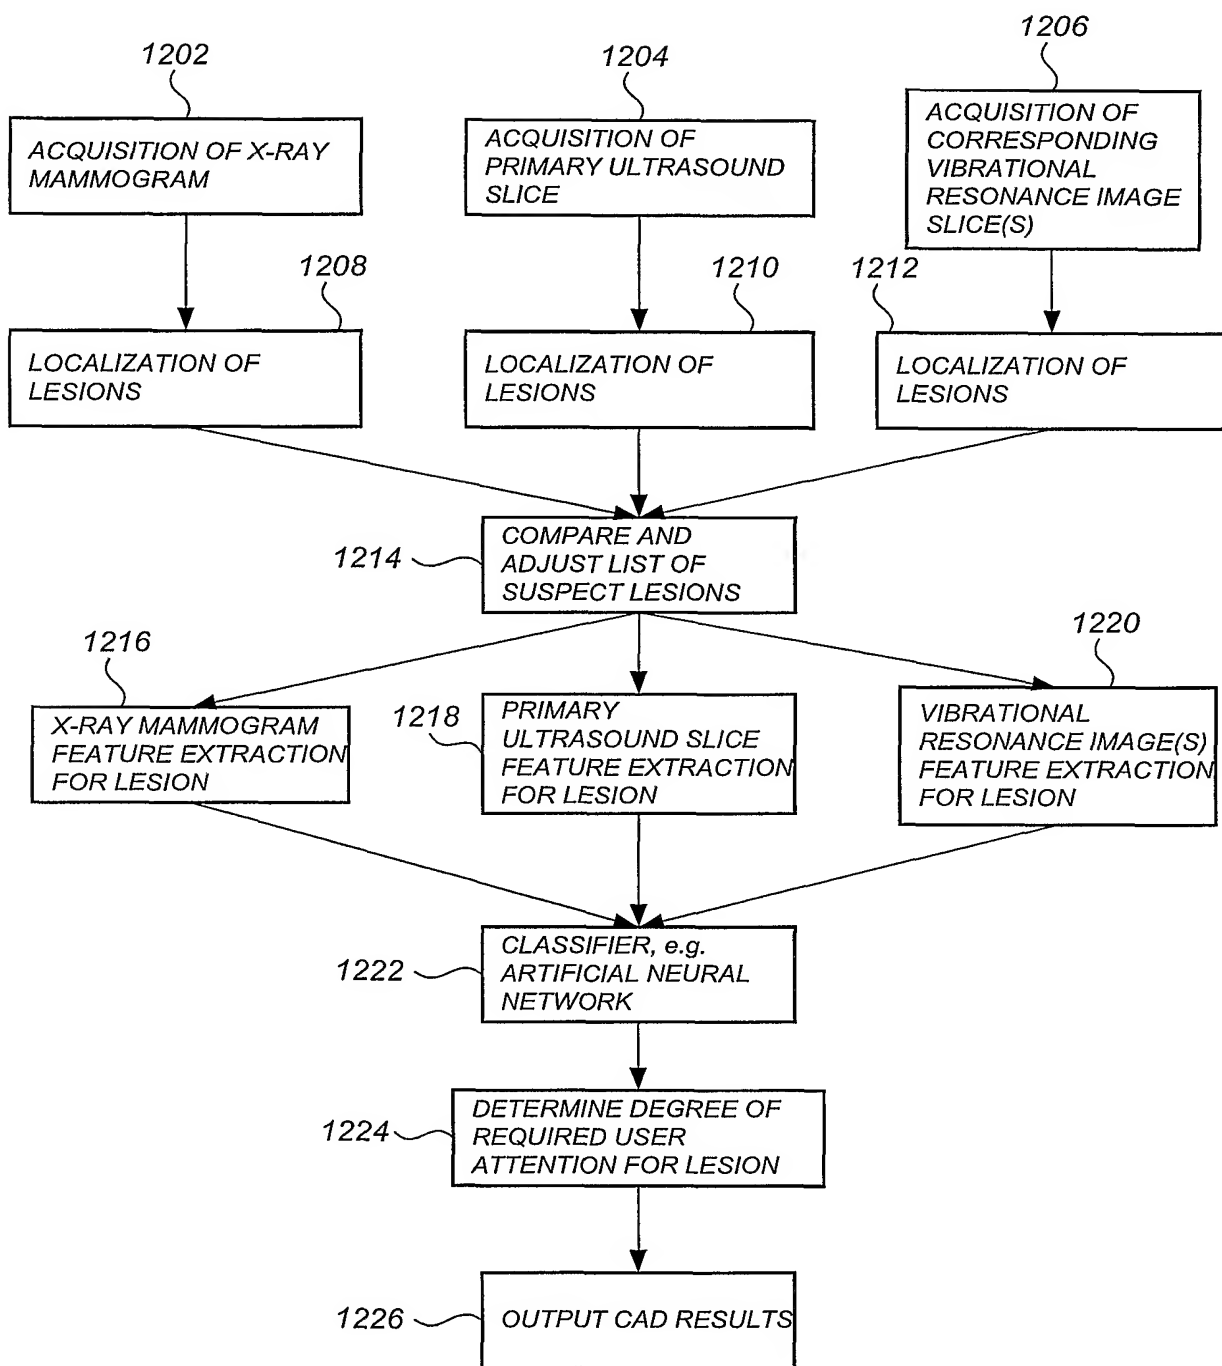 1202
1204
1206
ACQUISITION OF X-RAY
MAMMOGRAM
ACQUISITION OF
PRIMARY ULTRASOUND
SLICE
ACQUISITION OF
CORRESPONDING
VIBRATIONAL
RESONANCE IMAGE
SLICE(S)
1208
1210
1212
LOCALIZATION OF
LESIONS
LOCALIZATION OF
LESIONS
LOCALIZATION OF
LESIONS
1214
COMPARE AND
ADJUST LIST OF
SUSPECT LESIONS
1216
1218
1220
X-RAY MAMMOGRAM
FEATURE EXTRACTION
FOR LESION
PRIMARY
ULTRASOUND SLICE
FEATURE EXTRACTION
FOR LESION
VIBRATIONAL
RESONANCE IMAGE(S)
FEATURE EXTRACTION
FOR LESION
1222
CLASSIFIER, e.g.
ARTIFICIAL NEURAL
NETWORK
1224
DETERMINE DEGREE OF
REQUIRED USER
ATTENTION FOR LESION
1226
OUTPUT CAD RESULTS